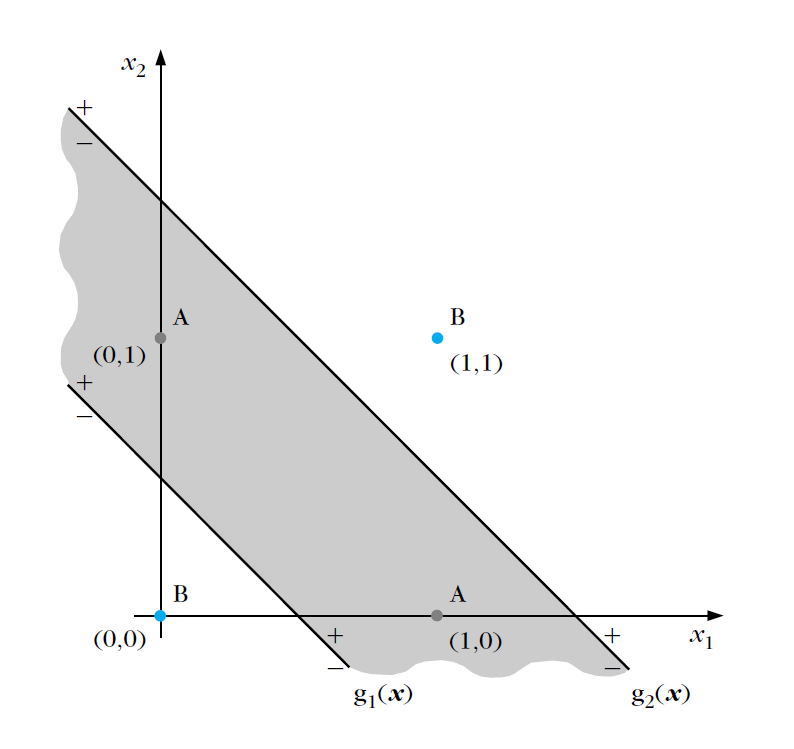 x₂
+
−
A
B
(0,1)
(1,1)
+
−
B
A
(0,0)
+
(1,0)
+
x₁
−
−
g₁(x)
g₂(x)